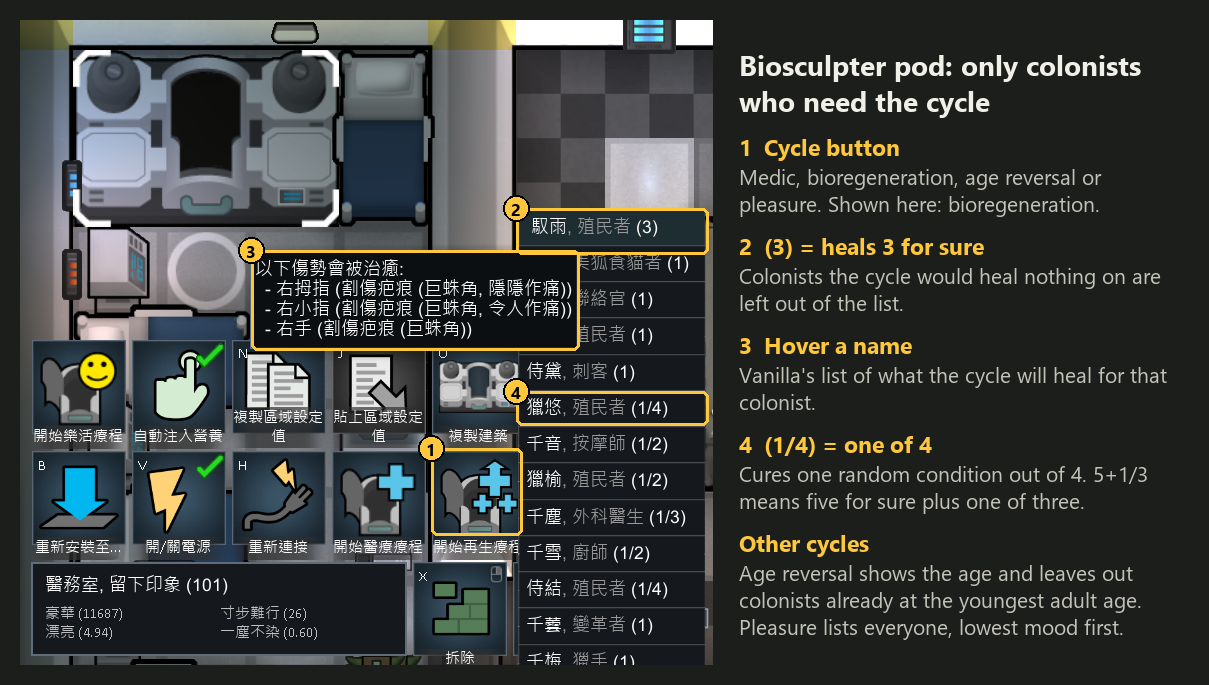 2
馭雨, 殖民者 (3)
美狐食貓者 (1)
聯絡官 (1)
殖民者 (1)
侍黛, 刺客 (1)
4
獵悠, 殖民者 (1/4)
千音, 按摩師 (1/2)
獵榆, 殖民者 (1/2)
千塵, 外科醫生 (1/3)
千雪, 廚師 (1/2)
侍結, 殖民者 (1/4)
千藝, 變革者 (1)
千梅, 獵手 (1)
3
以下傷勢會被治癒:
- 右拇指 (割傷疤痕 (巨蛛角, 隱隱作痛))
- 右小指 (割傷疤痕 (巨蛛角, 令人作痛))
- 右手 (割傷疤痕 (巨蛛角))
開始樂活療程
自動注入營養
N
複製區域設定值
J
貼上區域設定值
U
複製建築
1
B
重新安裝至...
V
開/關電源
H
重新連接
開始醫療療程
開始再生療程
醫務室, 留下印象 (101)
豪華 (11687)
寸步難行 (26)
漂亮 (4.94)
一塵不染 (0.60)
X
拆除
Biosculpter pod: only colonists
who need the cycle
1 Cycle button
Medic, bioregeneration, age reversal or
pleasure. Shown here: bioregeneration.
2 (3) = heals 3 for sure
Colonists the cycle would heal nothing on are
left out of the list.
3 Hover a name
Vanilla's list of what the cycle will heal for that
colonist.
4 (1/4) = one of 4
Cures one random condition out of 4. 5+1/3
means five for sure plus one of three.
Other cycles
Age reversal shows the age and leaves out
colonists already at the youngest adult age.
Pleasure lists everyone, lowest mood first.